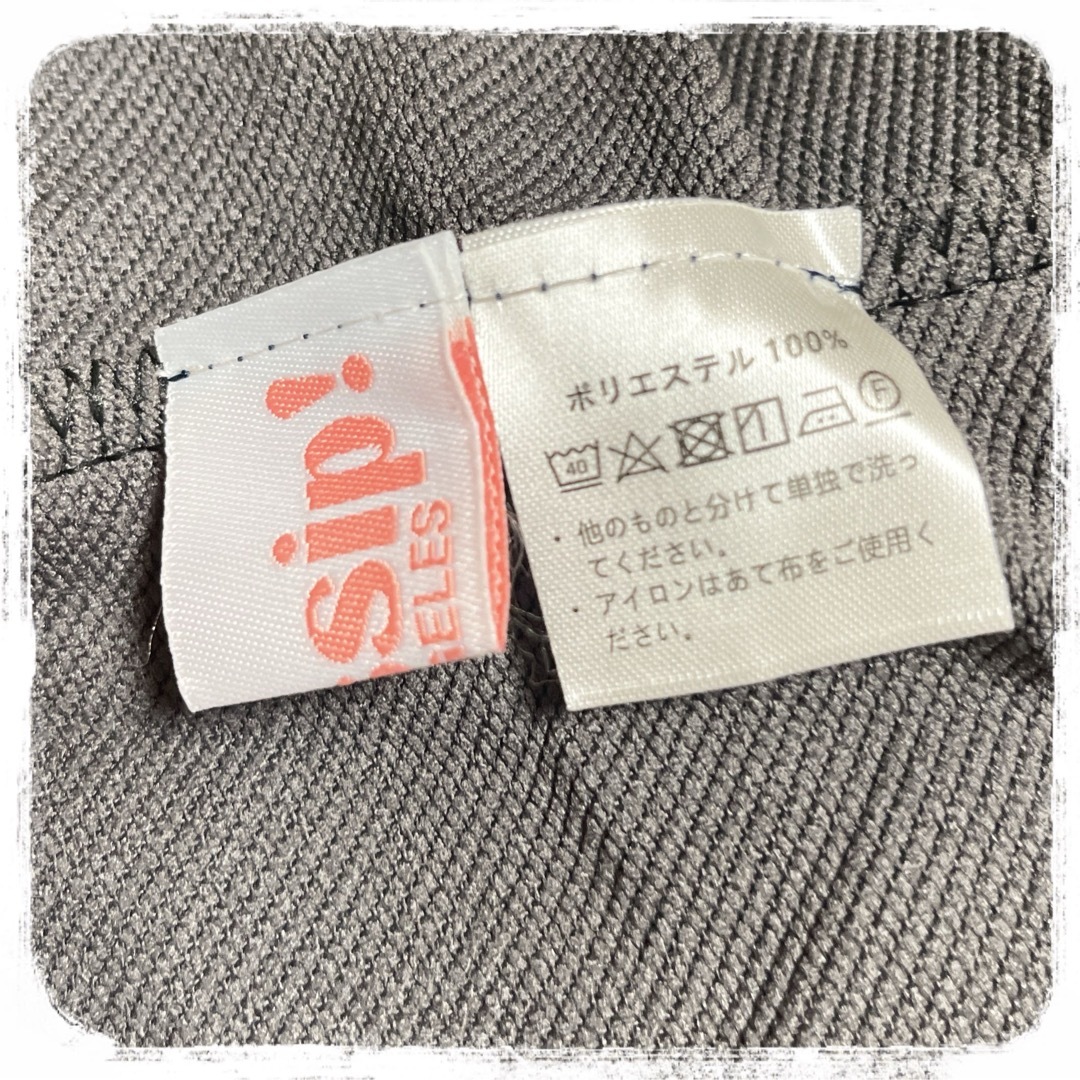 sip!
GELES
ポリエステル 100%
40 F
・他のものと分けて単独で洗っ
てください。
・アイロンはあて布をご使用く
ださい。